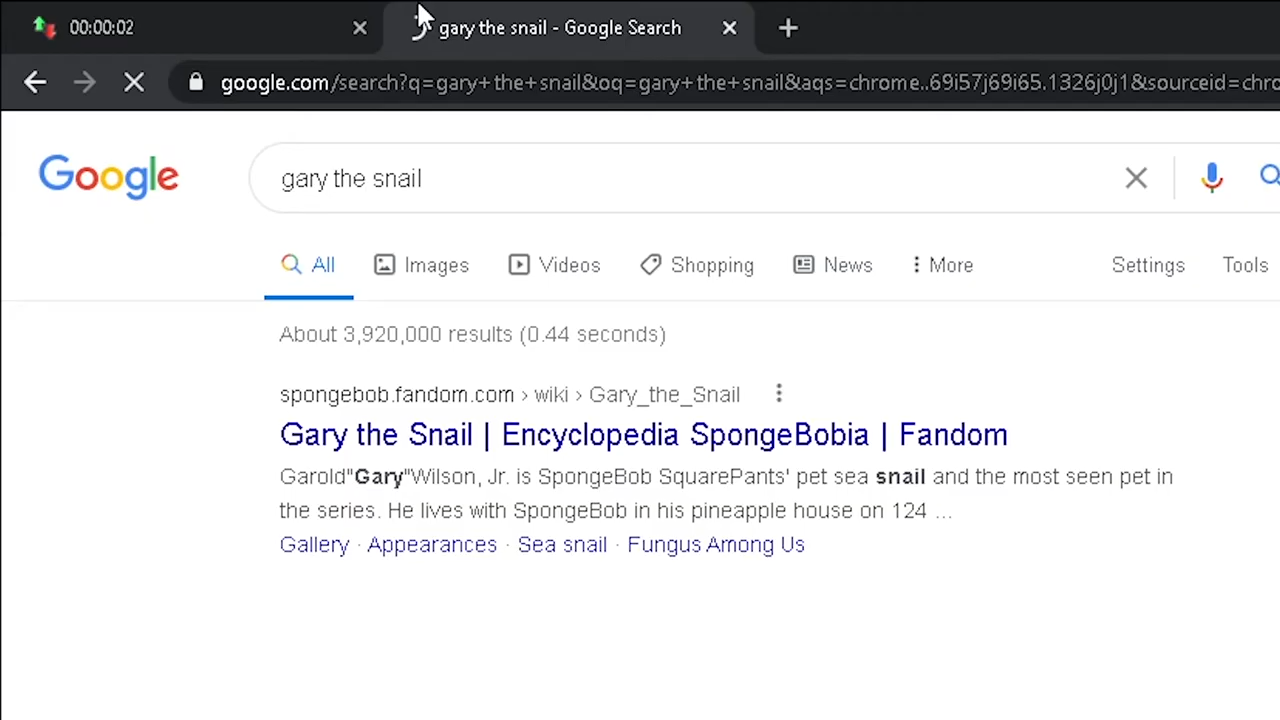 00:00:02
gary the snail - Google Search
google.com/search?q=gary+the+snail&oq=gary+the+snail&aqs=chrome..69i57j69i65.1326j0j1&sourceid=chro
Google
gary the snail
All Images Videos Shopping News More Settings Tools
About 3,920,000 results (0.44 seconds)
spongebob.fandom.com › wiki › Gary_the_Snail
Gary the Snail | Encyclopedia SpongeBobia | Fandom
Garold"Gary"Wilson, Jr. is SpongeBob SquarePants' pet sea snail and the most seen pet in
the series. He lives with SpongeBob in his pineapple house on 124 ...
Gallery · Appearances · Sea snail · Fungus Among Us